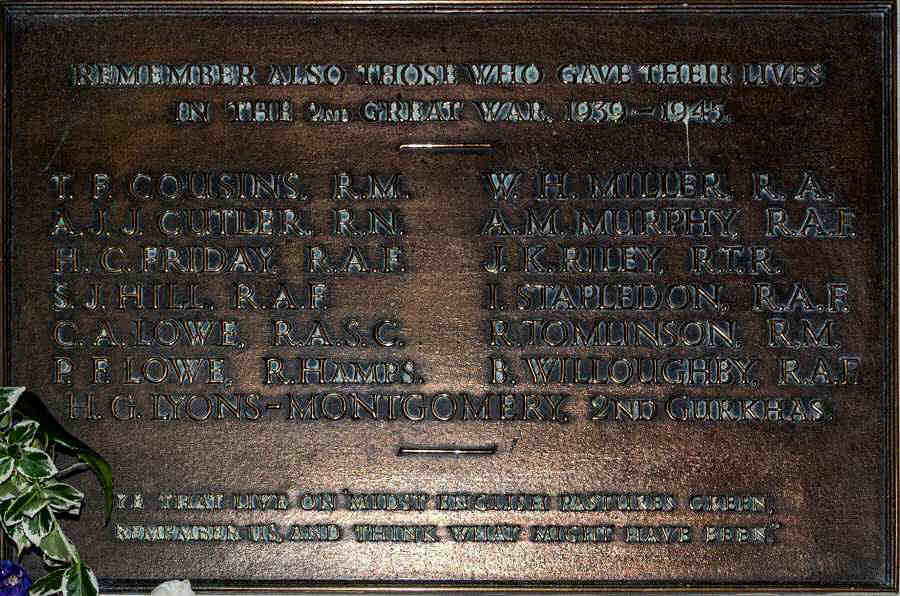 REMEMBER ALSO THOSE WHO GAVE THEIR LIVES
IN THE 2ND GREAT WAR, 1939 – 1945.
T. F. COUSINS, R.M.
A.J.J. CUTLER, R.N.
H.C. FRIDAY, R.A.F.
S.J. HILL, R.A.F.
C.A. LOWE, R.A.S.C.
P.F. LOWE, R.HAMPS.
W. H. MILLER, R. A.
A.M. MURPHY, R.A.F.
J. K. RILEY, R.T.R.
I. STAPLEDON, R.A.F.
R. TOMLINSON, R.M.
B. WILLOUGHBY, R.A.F.
H. G. LYONS-MONTGOMERY, 2ND GURKHAS.
YE THAT LIVE ON 'MIDST ENGLISH PASTURES GREEN,
REMEMBER US, AND THINK WHAT MIGHT HAVE BEEN."